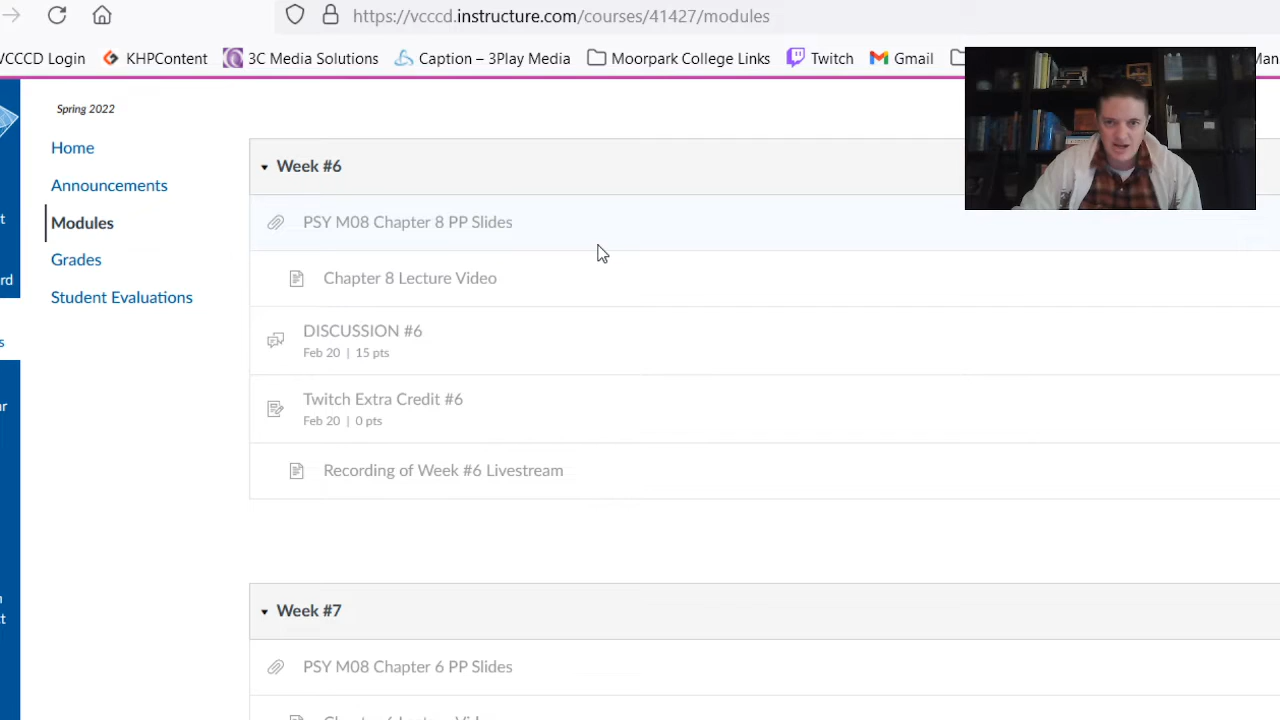 https://vcccd.instructure.com/courses/41427/modules
VCCCD Login KHPContent 3C Media Solutions Caption – 3Play Media Moorpark College Links Twitch Gmail
Spring 2022
Home
Announcements
Modules
Grades
Student Evaluations
Week #6
PSY M08 Chapter 8 PP Slides
Chapter 8 Lecture Video
DISCUSSION #6
Feb 20 | 15 pts
Twitch Extra Credit #6
Feb 20 | 0 pts
Recording of Week #6 Livestream
Week #7
PSY M08 Chapter 6 PP Slides